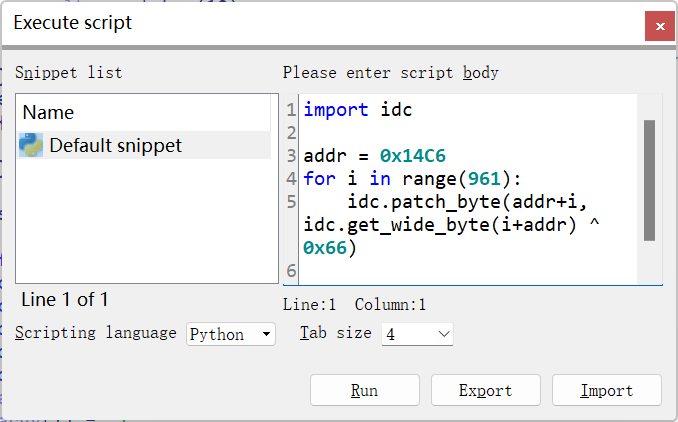 Execute script
×
Snippet list
Please enter script body
Name
Default snippet
1 import idc
2
3 addr = 0x14C6
4 for i in range(961):
5     idc.patch_byte(addr+i,
idc.get_wide_byte(i+addr) ^
0x66)
6
Line 1 of 1
Line:1 Column:1
Scripting language Python
Tab size 4
Run
Export
Import